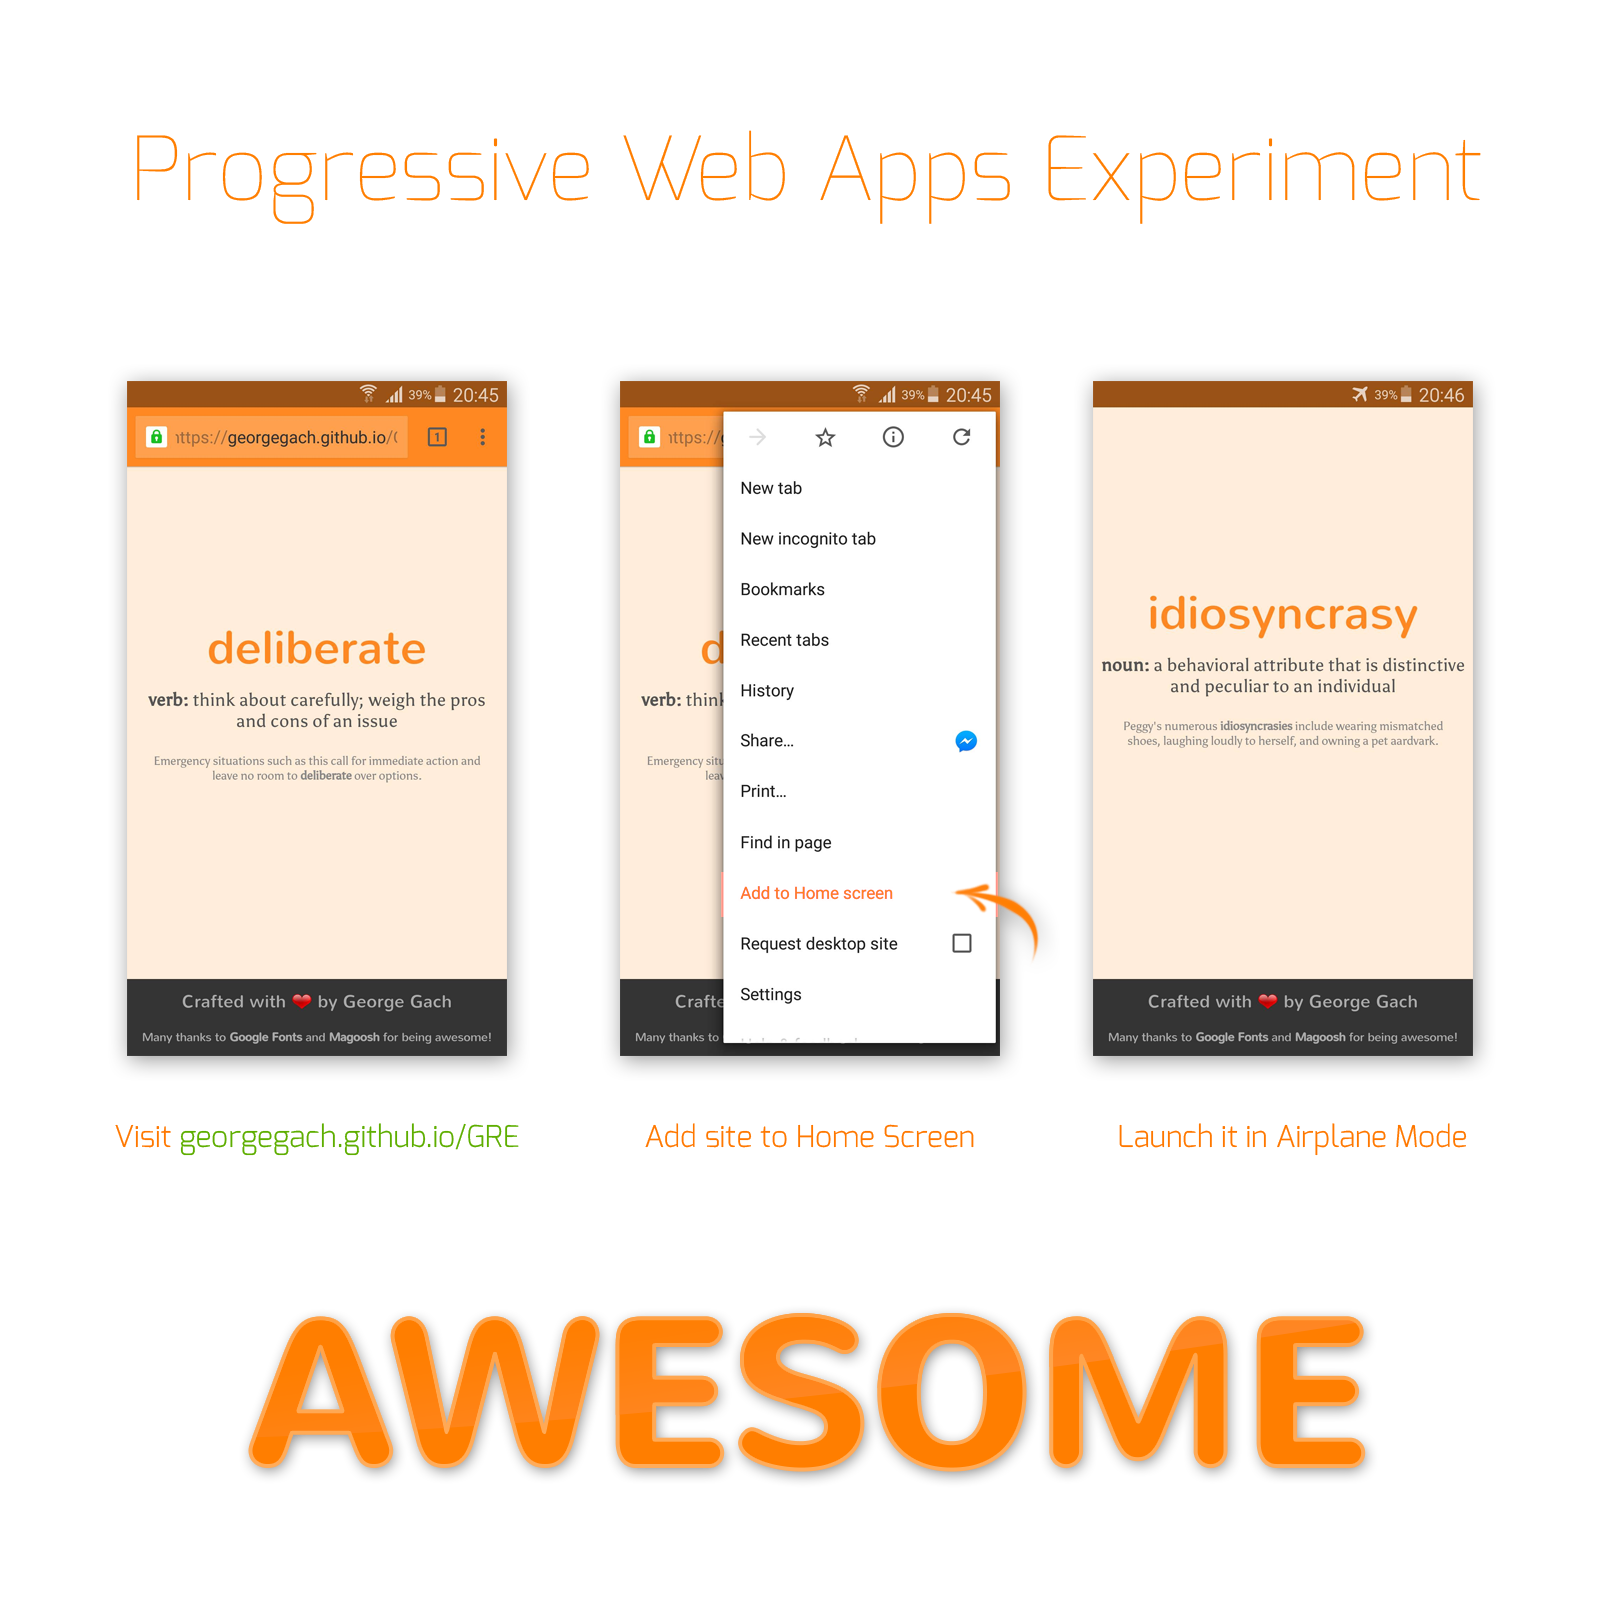 Progressive Web Apps Experiment
39% 20:45
https://georgegach.github.io/
1
deliberate
verb: think about carefully; weigh the pros
and cons of an issue
Emergency situations such as this call for immediate action and
leave no room to deliberate over options.
Crafted with ❤ by George Gach
Many thanks to Google Fonts and Magoosh for being awesome!
Visit georgegach.github.io/GRE
39% 20:45
https://g
d
verb: think
Emergency situ
leav
Crafte
Many thanks to
New tab
New incognito tab
Bookmarks
Recent tabs
History
Share...
Print...
Find in page
Add to Home screen
Request desktop site
Settings
Add site to Home Screen
39% 20:46
idiosyncrasy
noun: a behavioral attribute that is distinctive
and peculiar to an individual
Peggy's numerous idiosyncrasies include wearing mismatched
shoes, laughing loudly to herself, and owning a pet aardvark.
Crafted with ❤ by George Gach
Many thanks to Google Fonts and Magoosh for being awesome!
Launch it in Airplane Mode
AWESOME